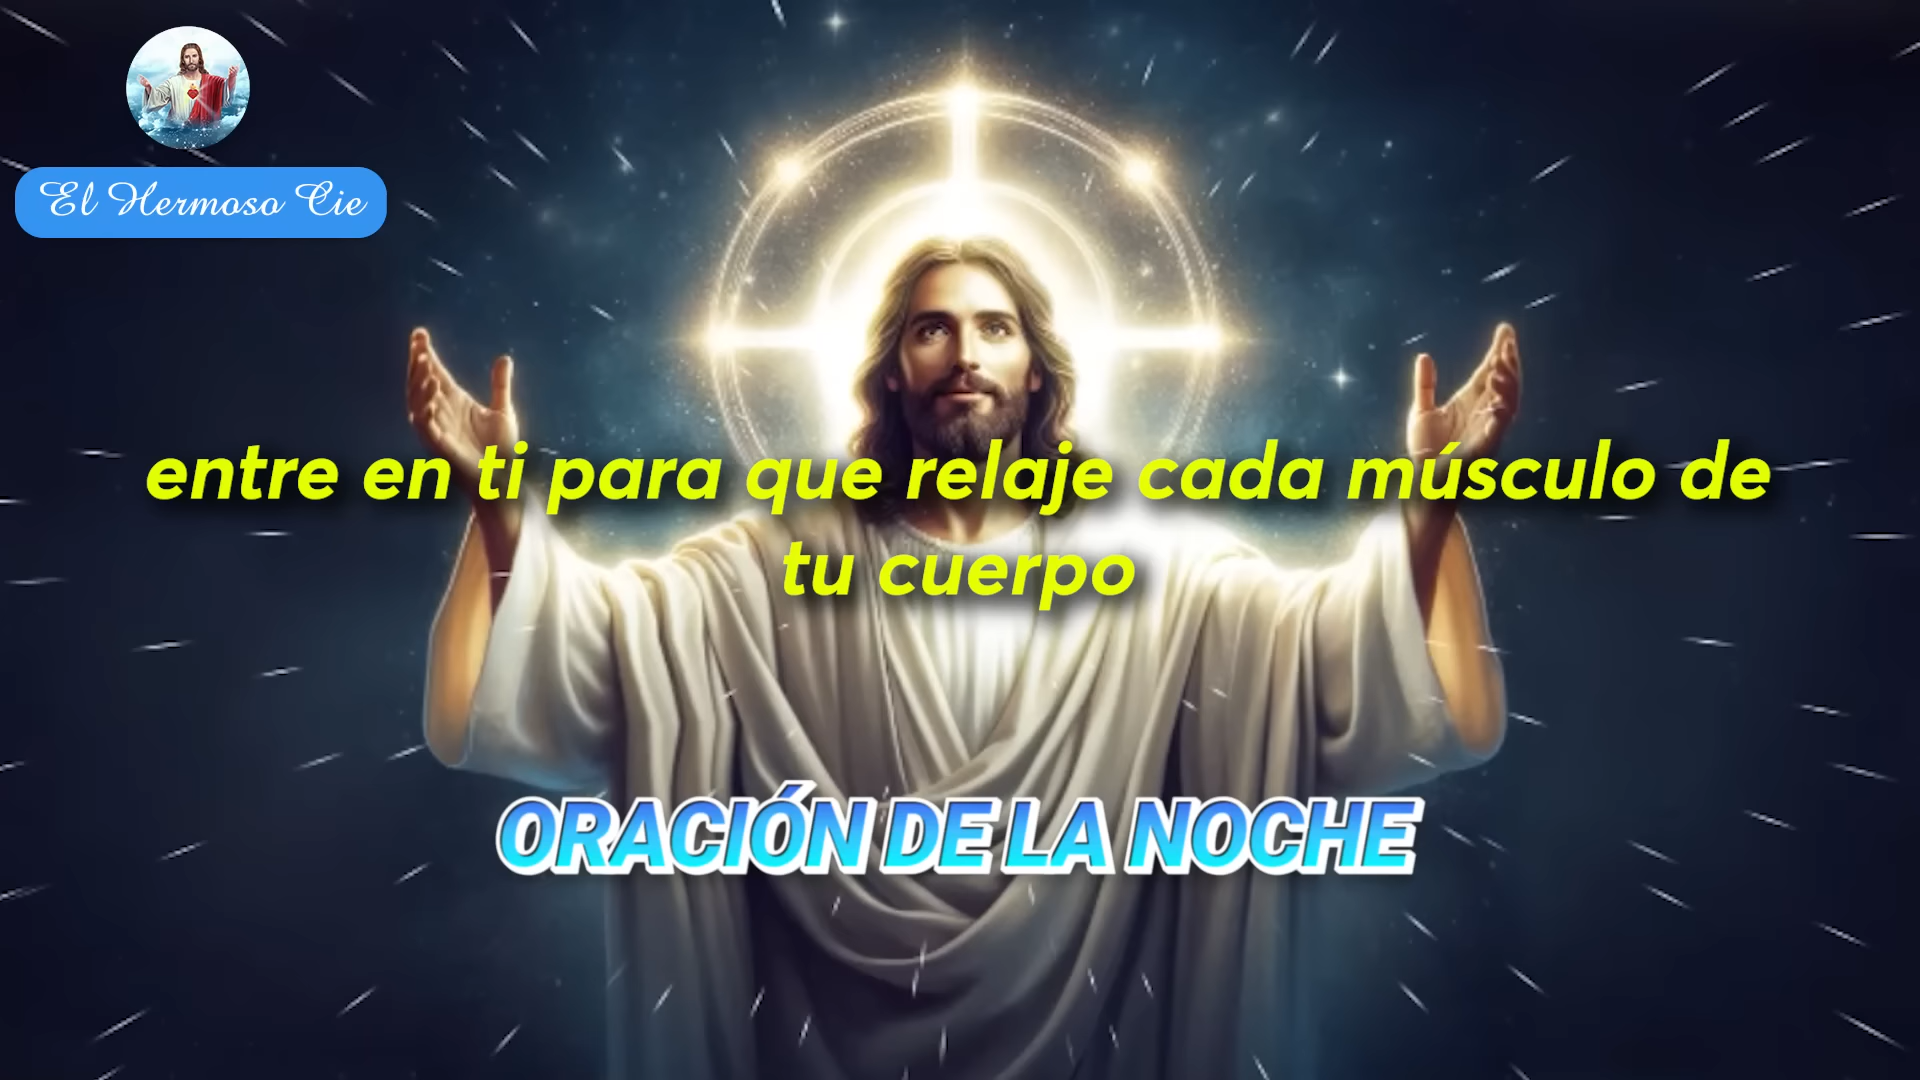 El Hermoso Cie
entre en ti para que relaje cada músculo de
tu cuerpo
ORACIÓN DE LA NOCHE